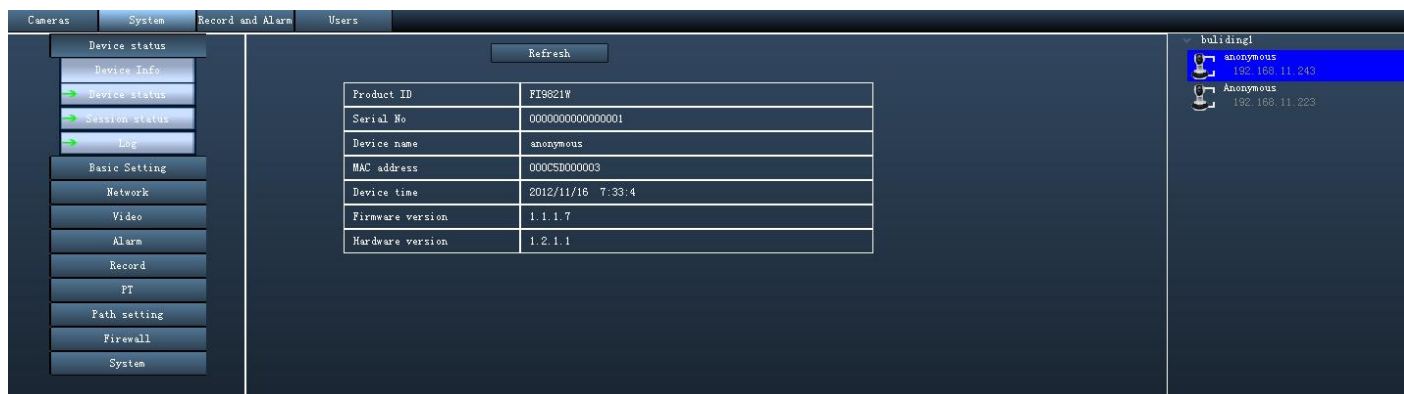 Cameras System Record and Alarm Users
Device status
Device Info
Device status
Session status
Log
Basic Setting
Network
Video
Alarm
Record
PT
Path setting
Firewall
System
Refresh
Product ID FI9821W
Serial No 0000000000000001
Device name anonymous
MAC address 000C5D000003
Device time 2012/11/16 7:33:4
Firmware version 1.1.1.7
Hardware version 1.2.1.1
buliding1
anonymous
192.168.11.243
Anonymous
192.168.11.223